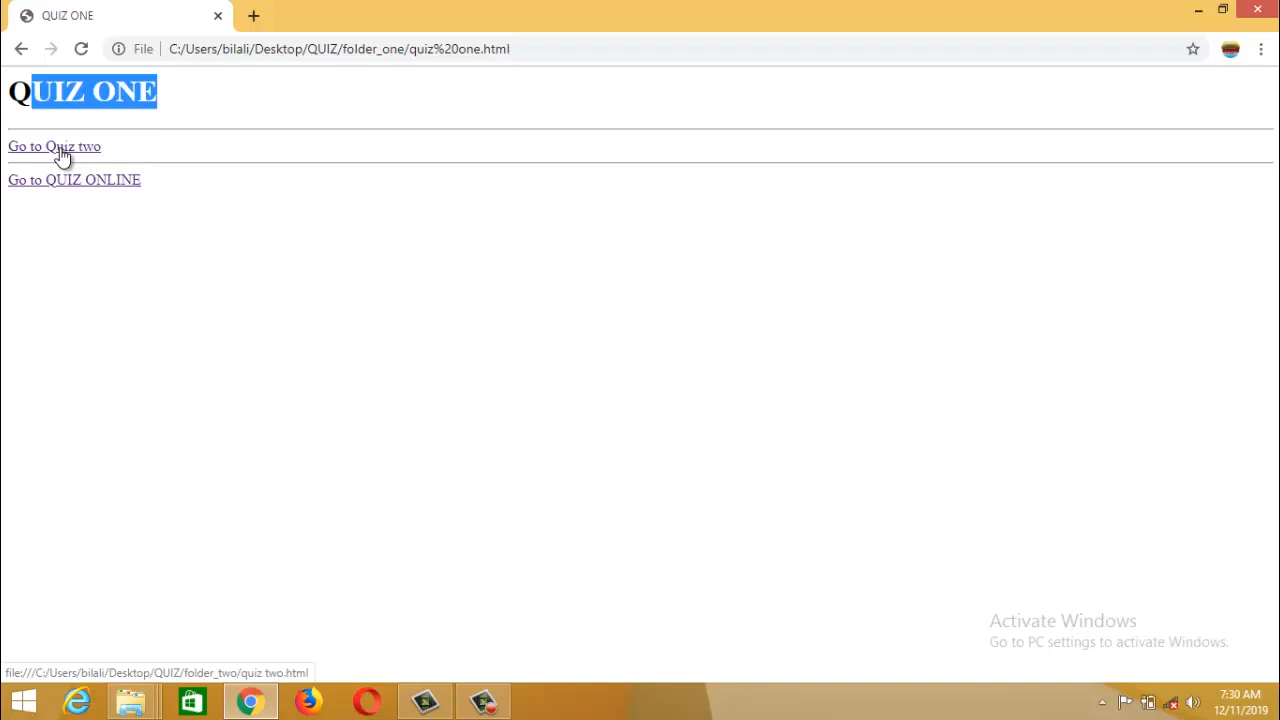 QUIZ ONE
File
C:/Users/bilali/Desktop/QUIZ/folder_one/quiz%20one.html
QUIZ ONE
Go to Quiz two
Go to QUIZ ONLINE
Activate Windows
Go to PC settings to activate Windows.
file:///C:/Users/bilali/Desktop/QUIZ/folder_two/quiz two.html
7:30 AM
12/11/2019